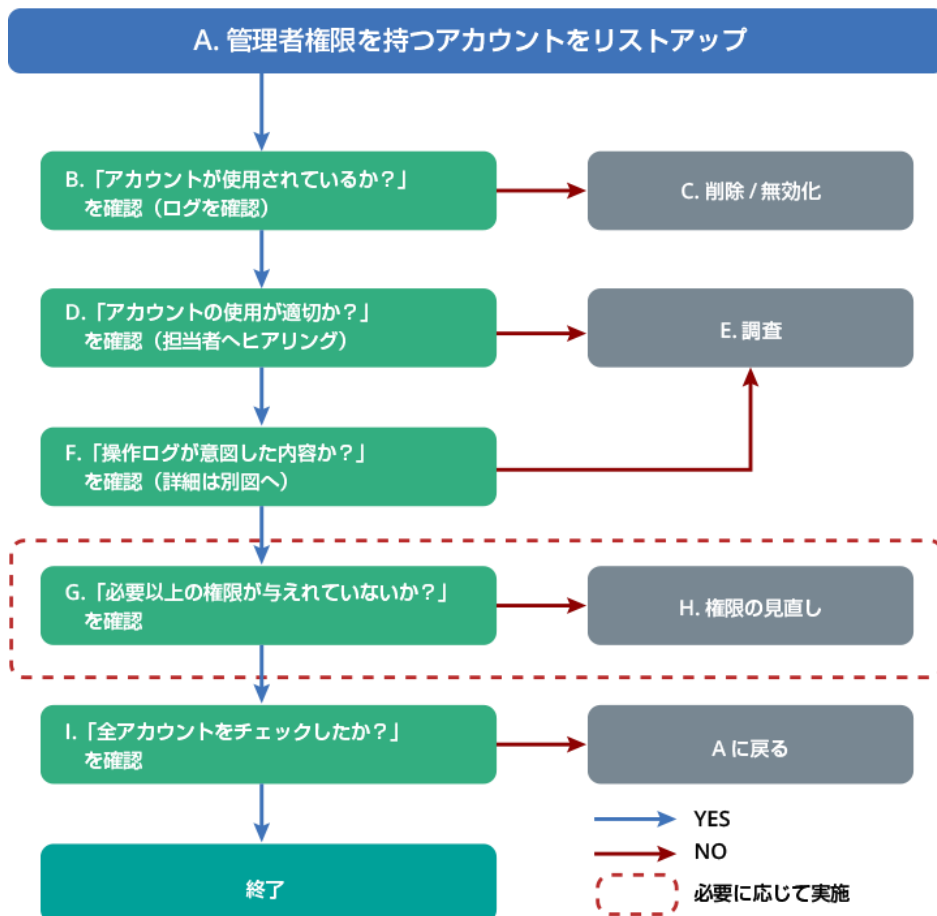 A. 管理者権限を持つアカウントをリストアップ
B.「アカウントが使用されているか？」
を確認（ログを確認）
C. 削除 / 無効化
D.「アカウントの使用が適切か？」
を確認（担当者へヒアリング）
E. 調査
F.「操作ログが意図した内容か？」
を確認（詳細は別図へ）
G.「必要以上の権限が与えれていないか？」
を確認
H. 権限の見直し
I.「全アカウントをチェックしたか？」
を確認
A に戻る
YES
NO
必要に応じて実施
終了